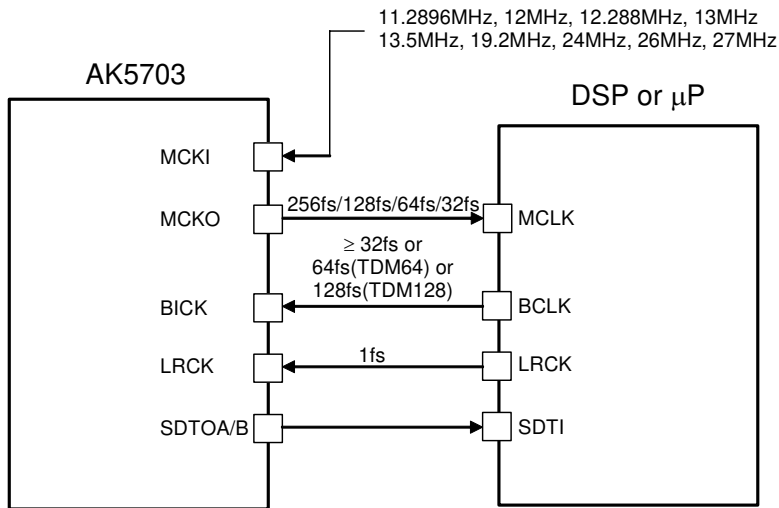 11.2896MHz, 12MHz, 12.288MHz, 13MHz
13.5MHz, 19.2MHz, 24MHz, 26MHz, 27MHz
AK5703
DSP or μP
MCKI
MCKO
256fs/128fs/64fs/32fs
MCLK
≥ 32fs or
64fs(TDM64) or
128fs(TDM128)
BICK
BCLK
LRCK
1fs
LRCK
SDTOA/B
SDTI